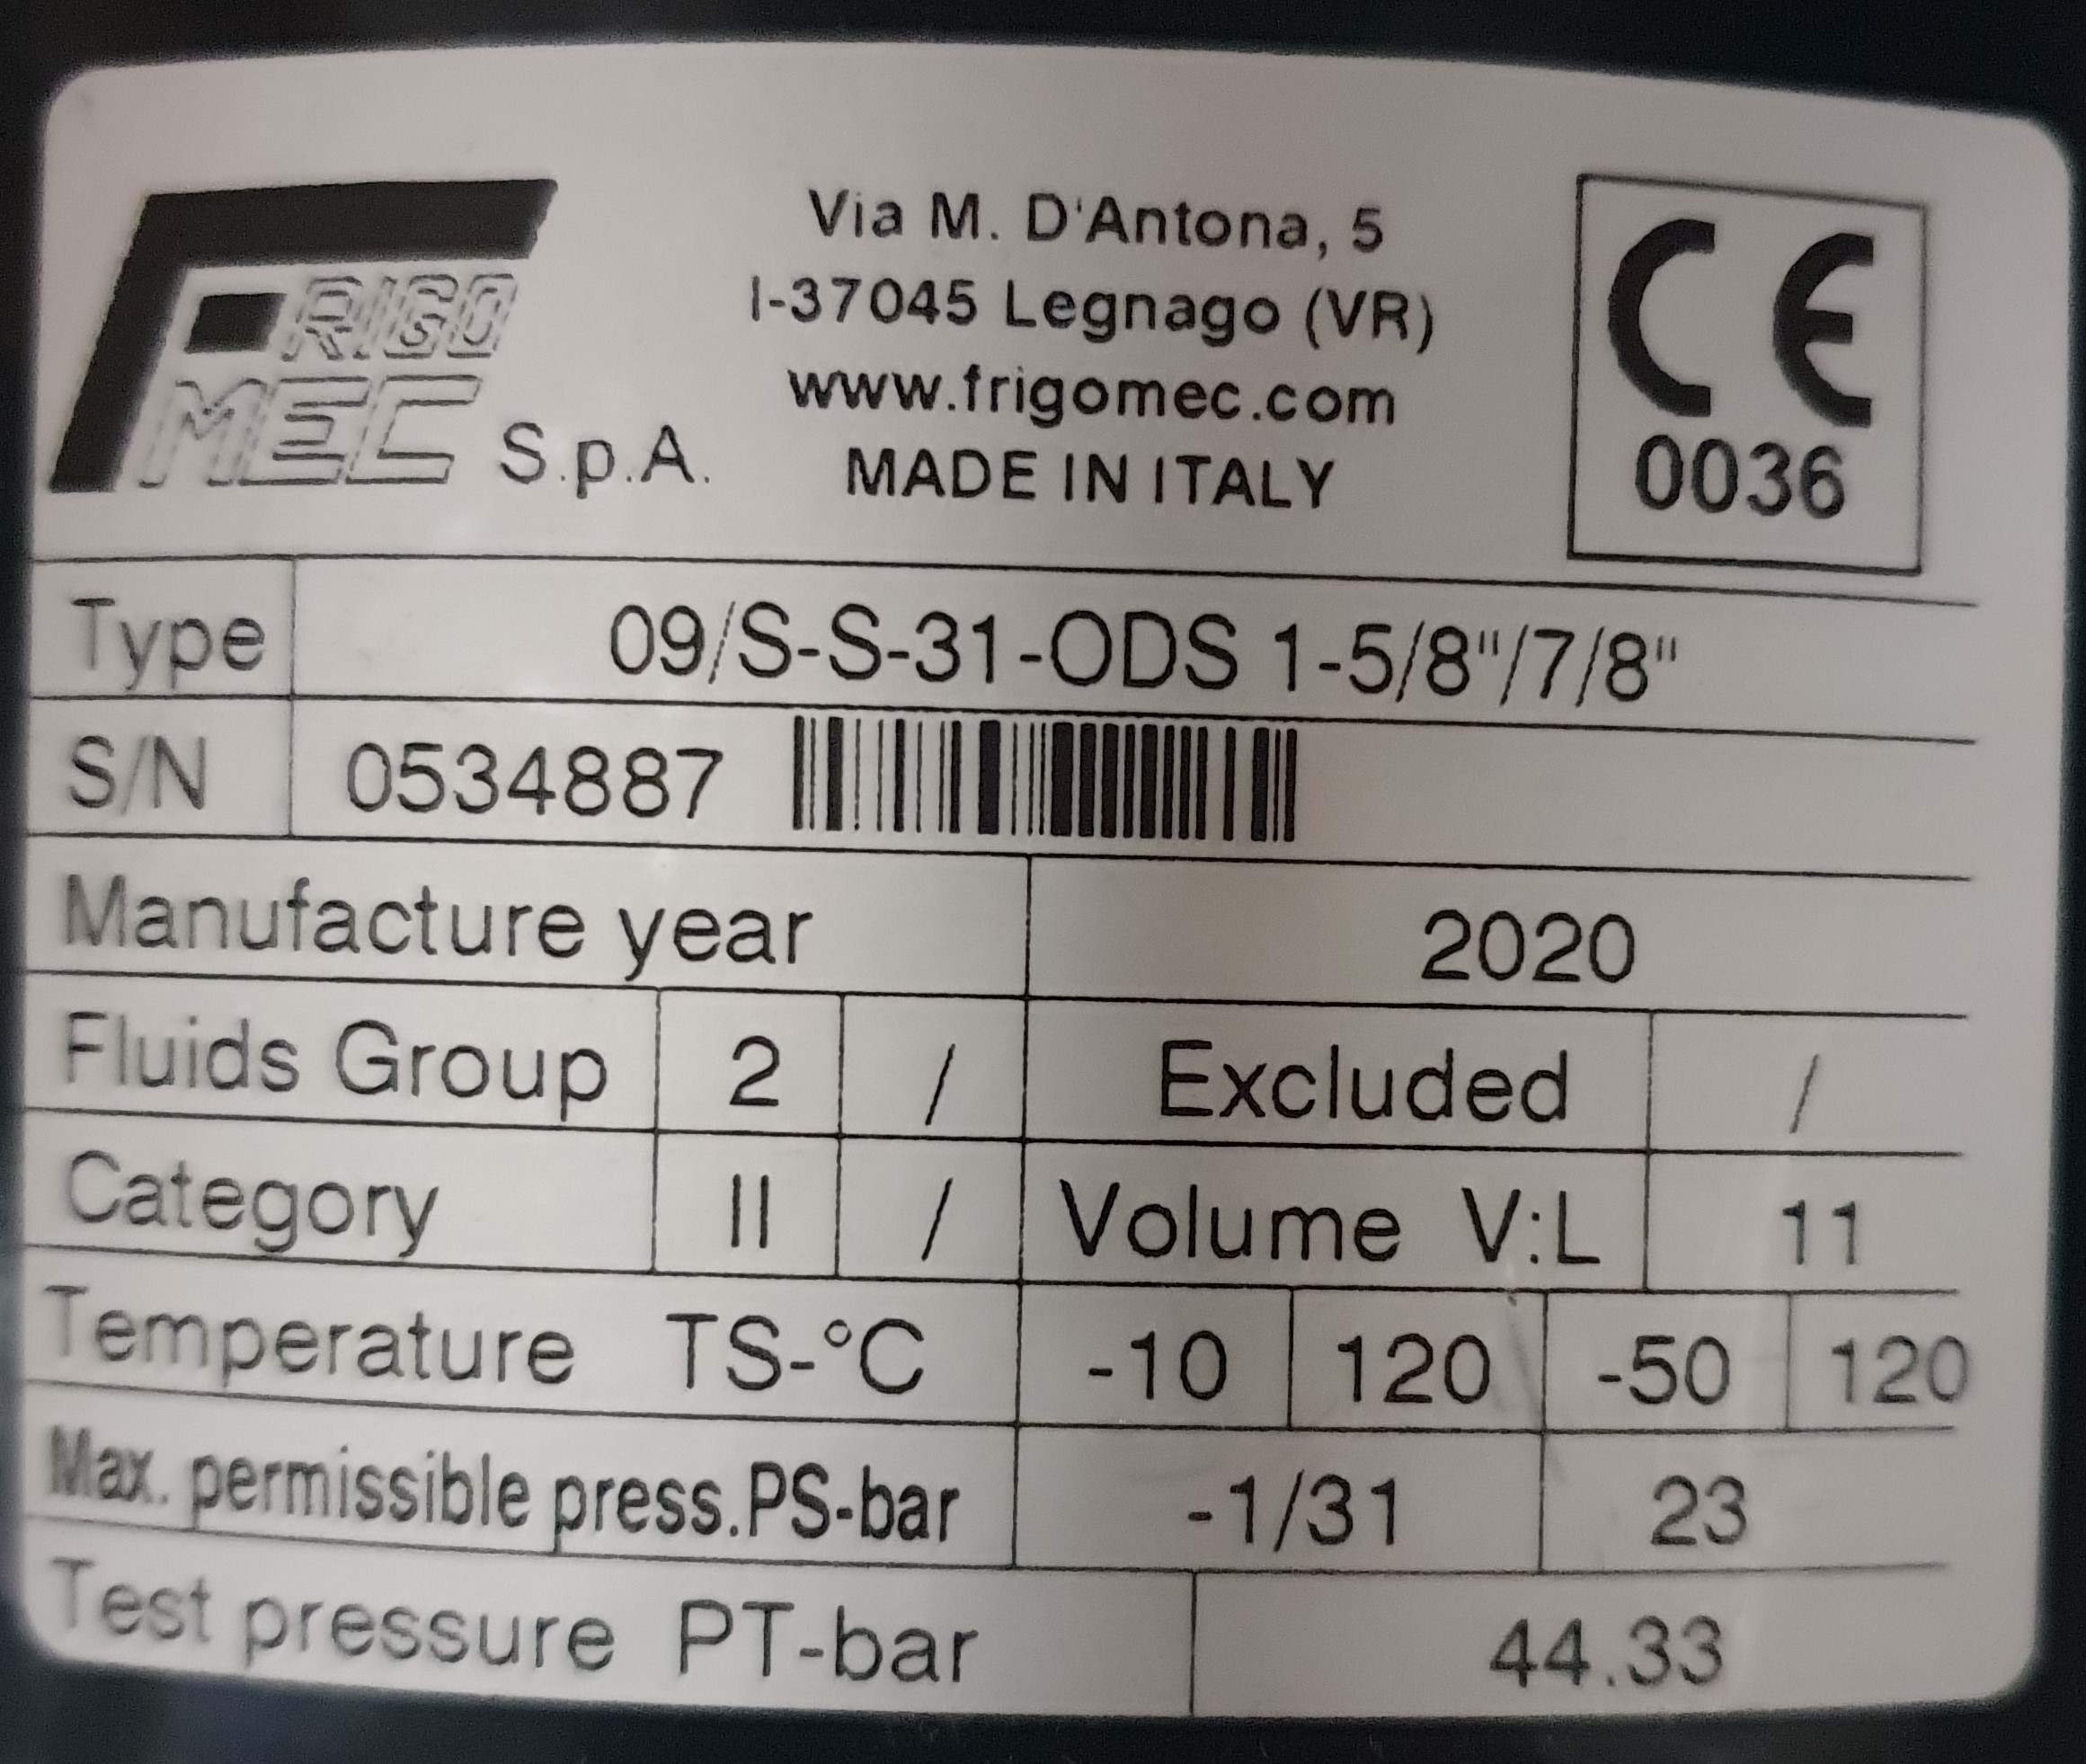 FRIGO
MEC S.p.A.
Via M. D'Antona, 5
I-37045 Legnago (VR)
www.frigomec.com
MADE IN ITALY
CE
0036
Type 09/S-S-31-ODS 1-5/8"/7/8"
S/N 0534887
Manufacture year 2020
Fluids Group 2 / Excluded /
Category II / Volume V:L 11
Temperature TS-°C -10 120 -50 120
Max. permissible press.PS-bar -1/31 23
Test pressure PT-bar 44.33